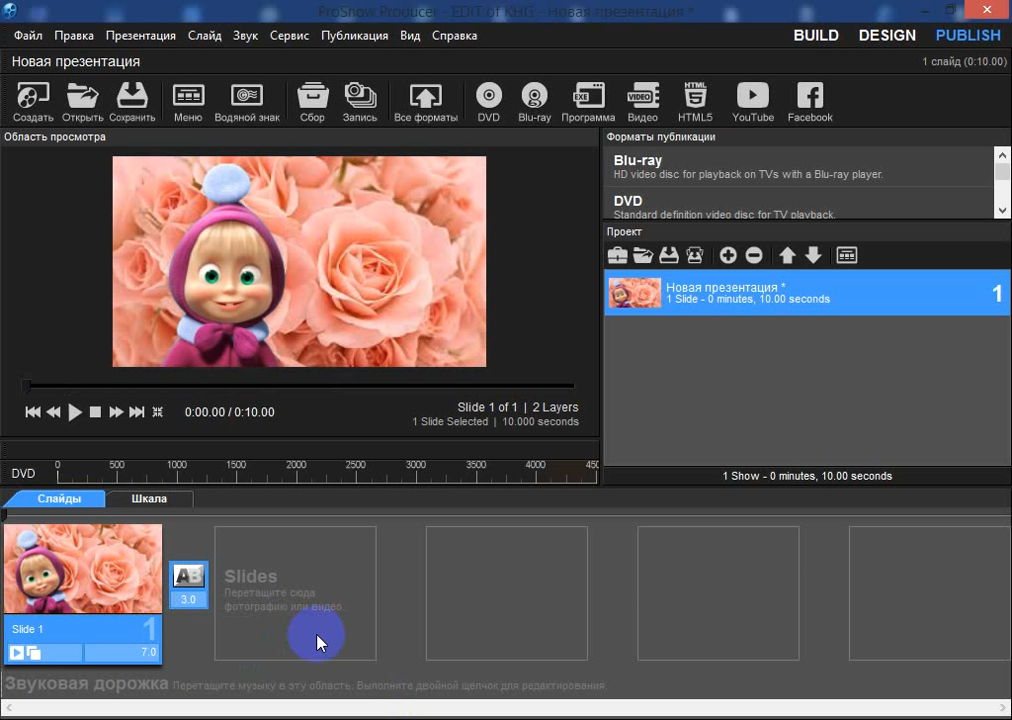 ProShow Producer - EDIT of KHG - Новая презентация *
Файл Правка Презентация Слайд Звук Сервис Публикация Вид Справка
BUILD DESIGN PUBLISH
Новая презентация
1 слайд (0:10.00)
Создать Открыть Сохранить Меню Водяной знак Сбор Запись Все форматы DVD Blu-ray Программа Видео HTML5 YouTube Facebook
Область просмотра
Форматы публикации
Blu-ray
HD video disc for playback on TVs with a Blu-ray player.
DVD
Standard definition video disc for TV playback.
Проект
Новая презентация *
1 Slide - 0 minutes, 10.00 seconds
1
0:00.00 / 0:10.00
Slide 1 of 1 | 2 Layers
1 Slide Selected | 10.000 seconds
DVD 0 500 1000 1500 2000 2500 3000 3500 4000 450
1 Show - 0 minutes, 10.00 seconds
Слайды Шкала
AB
3.0
Slides
Перетащите сюда
фотографию или видео.
Slide 1
1
7.0
Звуковая дорожка Перетащите музыку в эту область. Выполните двойной щелчок для редактирования.